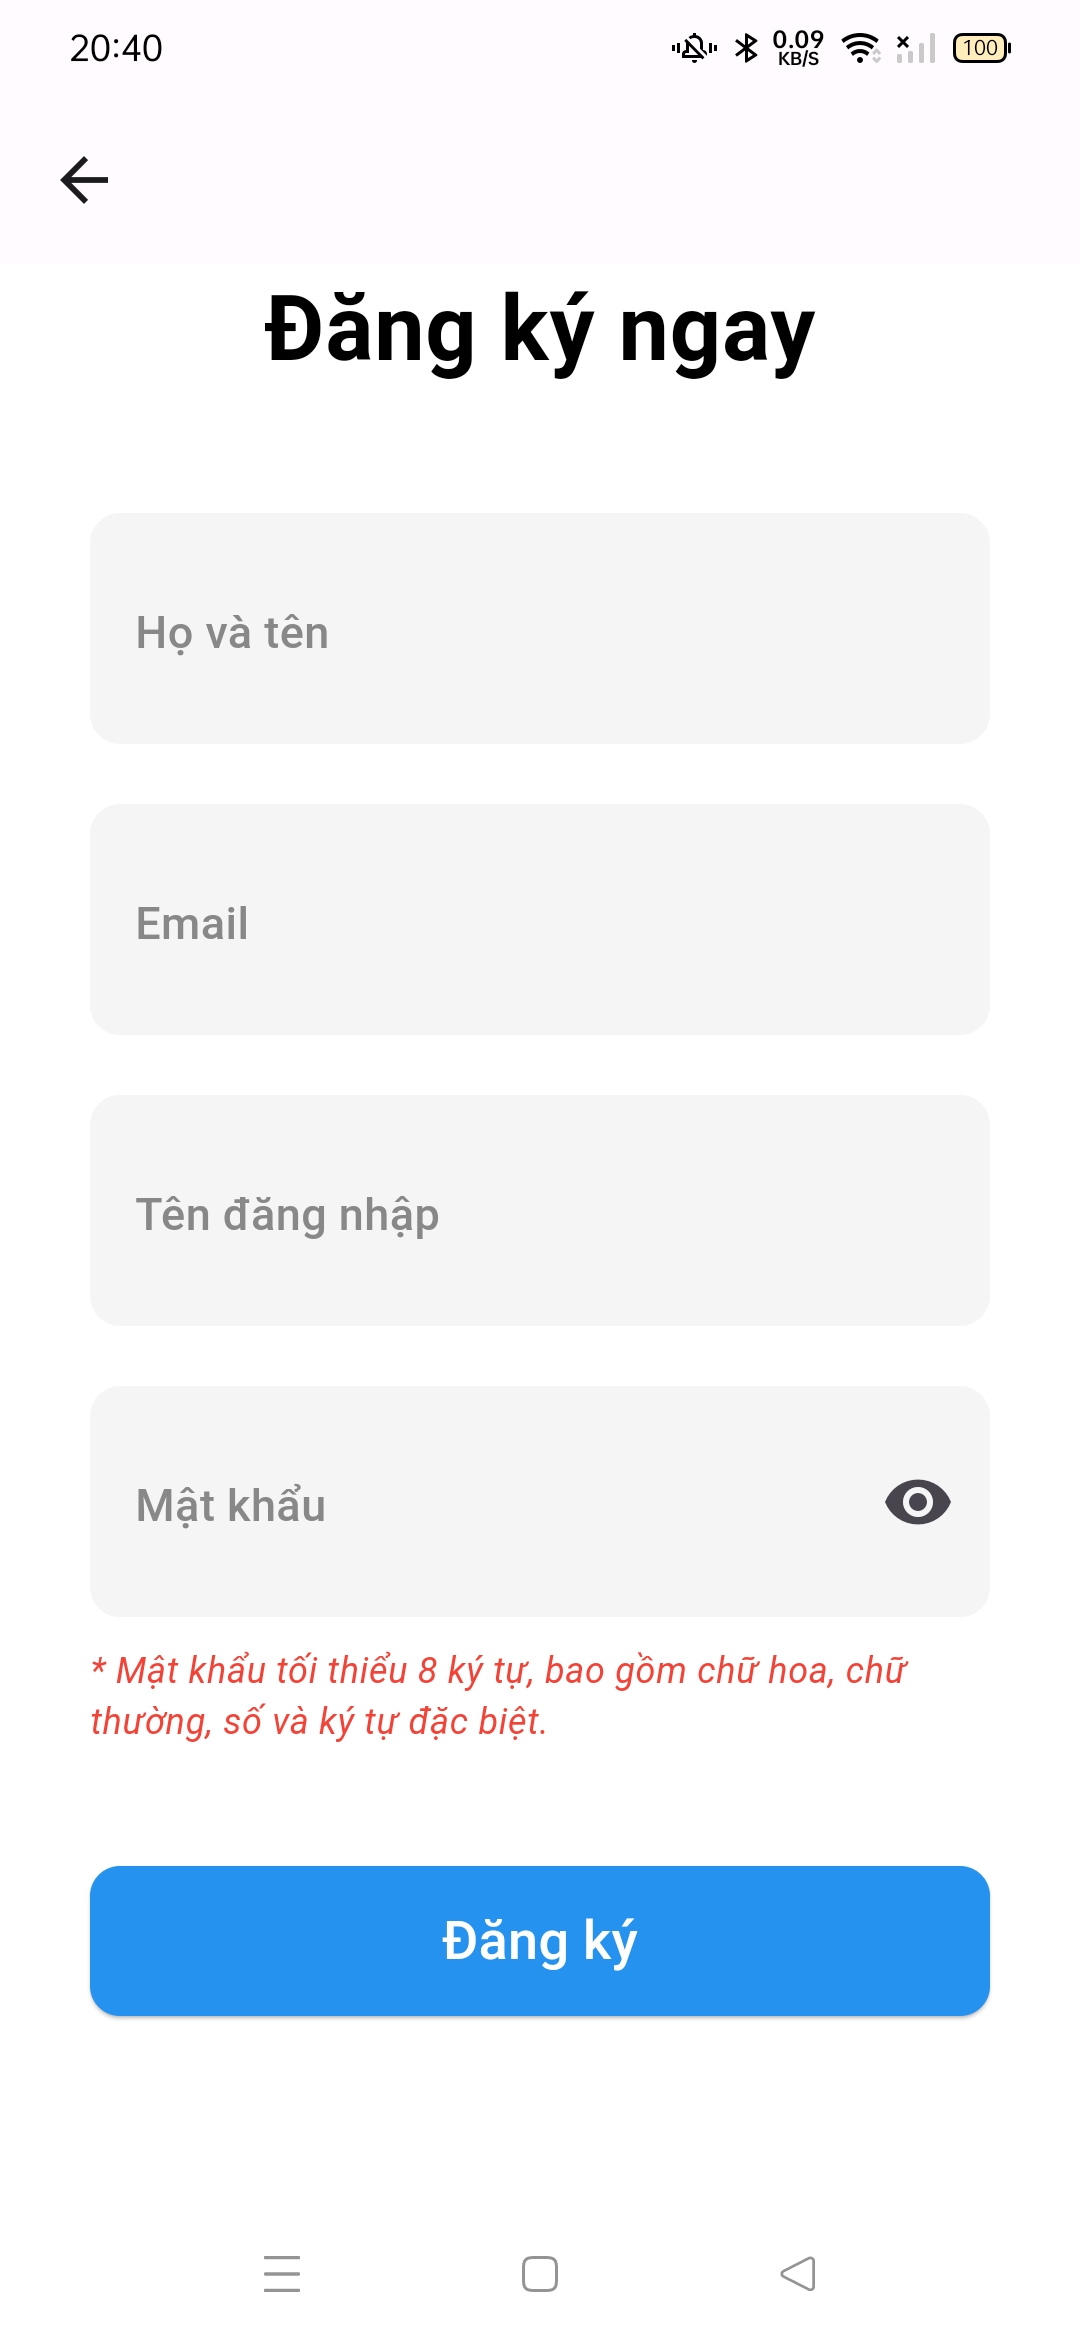 20:40
0.09
KB/S
100
Đăng ký ngay
Họ và tên
Email
Tên đăng nhập
Mật khẩu
* Mật khẩu tối thiểu 8 ký tự, bao gồm chữ hoa, chữ
thường, số và ký tự đặc biệt.
Đăng ký